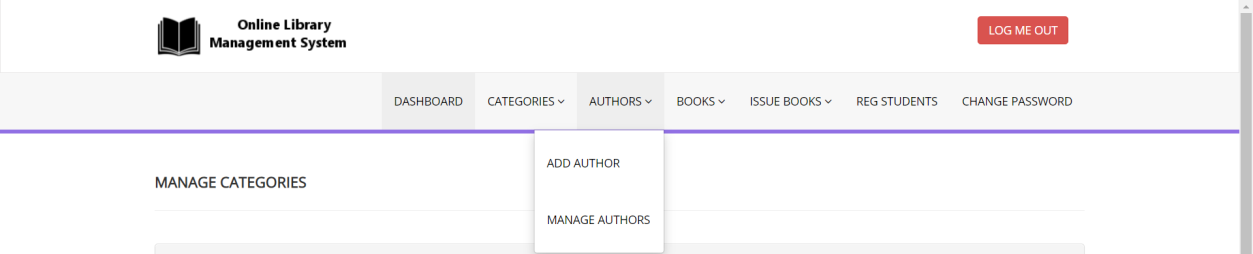 Online Library
Management System
LOG ME OUT
DASHBOARD CATEGORIES AUTHORS BOOKS ISSUE BOOKS REG STUDENTS CHANGE PASSWORD
ADD AUTHOR
MANAGE CATEGORIES
MANAGE AUTHORS